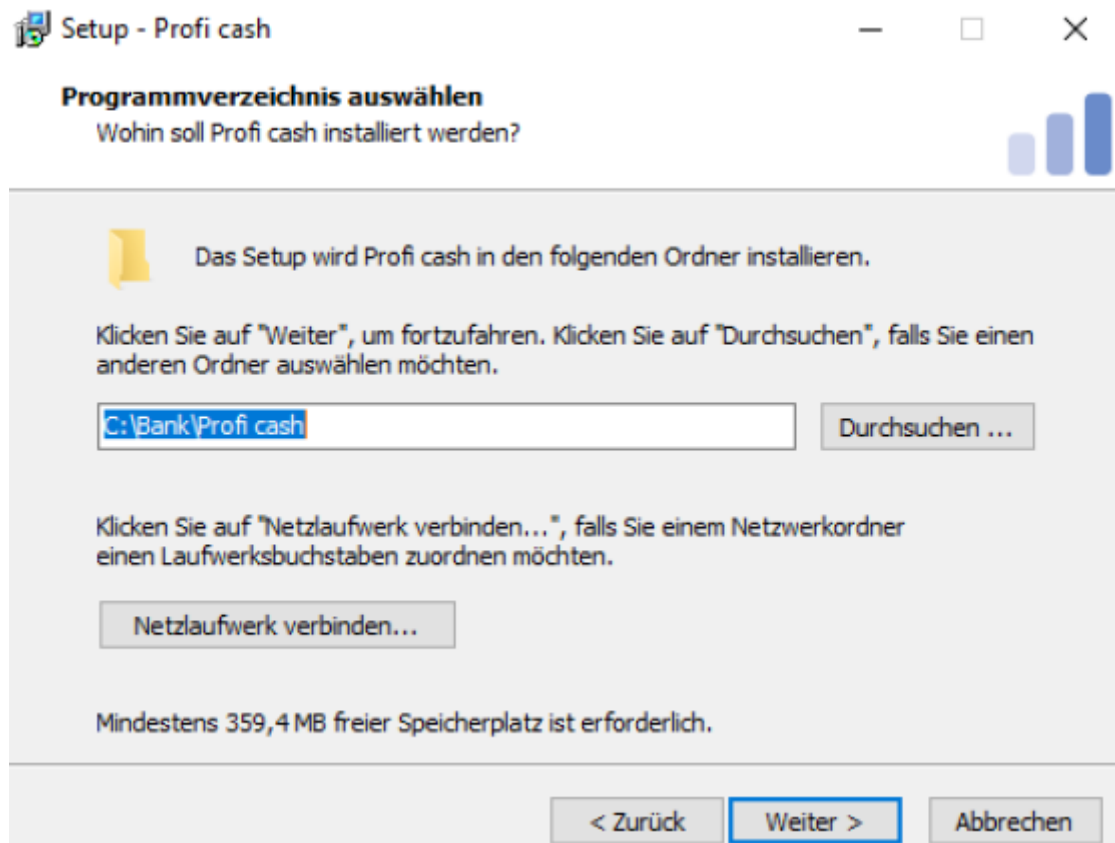 Setup - Profi cash
Programmverzeichnis auswählen
Wohin soll Profi cash installiert werden?
Das Setup wird Profi cash in den folgenden Ordner installieren.
Klicken Sie auf "Weiter", um fortzufahren. Klicken Sie auf "Durchsuchen", falls Sie einen
anderen Ordner auswählen möchten.
C:\Bank\Profi cash
Durchsuchen ...
Klicken Sie auf "Netzlaufwerk verbinden...", falls Sie einem Netzwerkordner
einen Laufwerksbuchstaben zuordnen möchten.
Netzlaufwerk verbinden...
Mindestens 359,4 MB freier Speicherplatz ist erforderlich.
< Zurück
Weiter >
Abbrechen